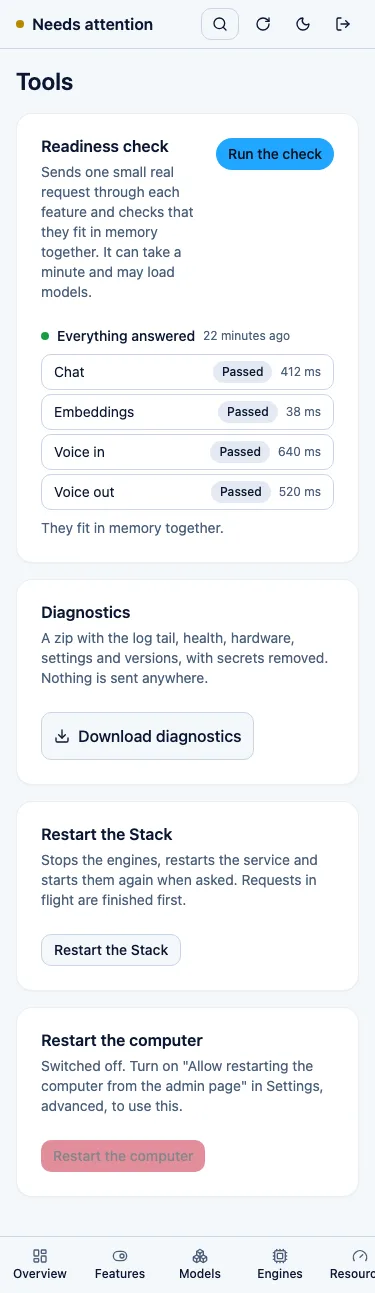 Needs attention
Tools
Readiness check
Run the check
Sends one small real
request through each
feature and checks that
they fit in memory
together. It can take a
minute and may load
models.
Everything answered 22 minutes ago
Chat Passed 412 ms
Embeddings Passed 38 ms
Voice in Passed 640 ms
Voice out Passed 520 ms
They fit in memory together.
Diagnostics
A zip with the log tail, health, hardware,
settings and versions, with secrets removed.
Nothing is sent anywhere.
Download diagnostics
Restart the Stack
Stops the engines, restarts the service and
starts them again when asked. Requests in
flight are finished first.
Restart the Stack
Restart the computer
Switched off. Turn on "Allow restarting the
computer from the admin page" in Settings,
advanced, to use this.
Restart the computer
Overview Features Models Engines Resourc